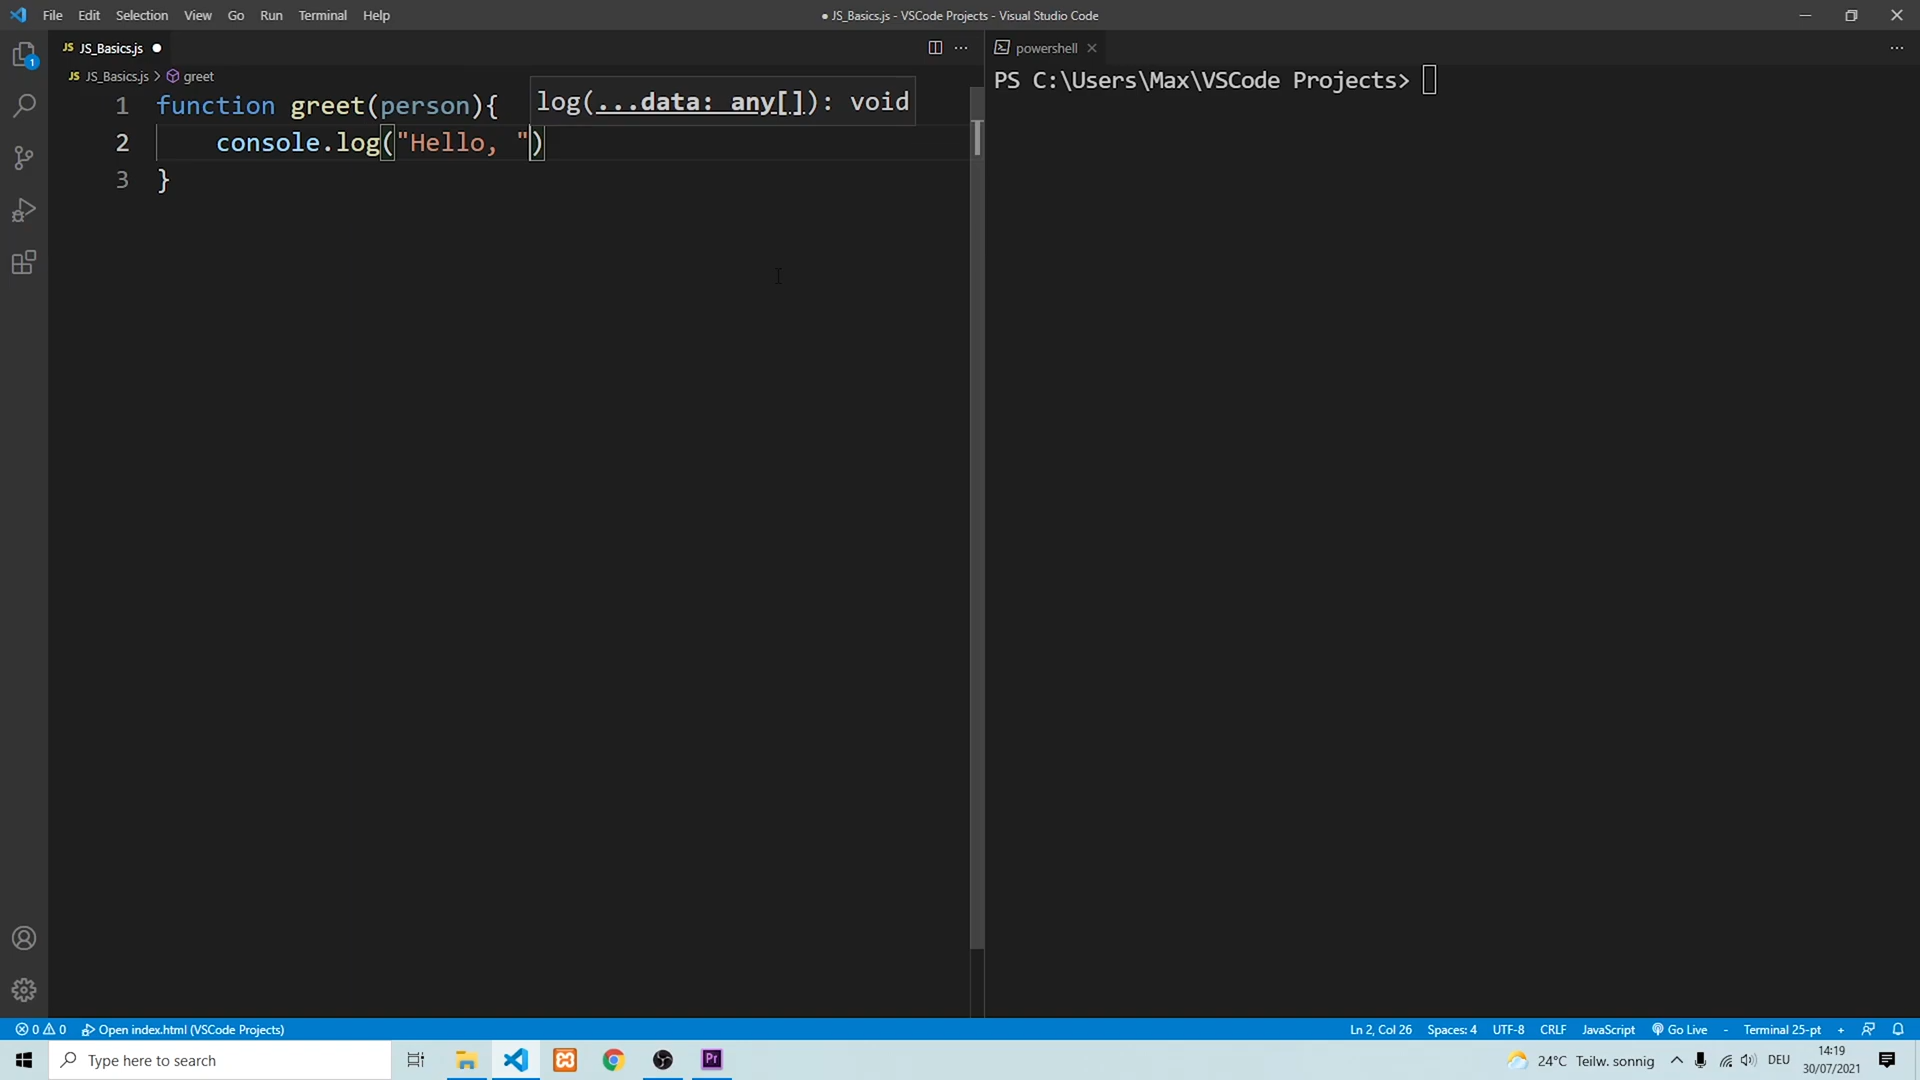 File Edit Selection View Go Run Terminal Help
● JS_Basics.js - VSCode Projects - Visual Studio Code
JS JS_Basics.js
powershell
JS JS_Basics.js > greet
1 function greet(person){
log(...data: any[]): void
2 console.log("Hello, ")
3 }
PS C:\Users\Max\VSCode Projects>
1
0 0 Open index.html (VSCode Projects)
Ln 2, Col 26 Spaces: 4 UTF-8 CRLF JavaScript Go Live - Terminal 25-pt +
Type here to search
Pr
24°C Teilw. sonnig
DEU
14:19
30/07/2021